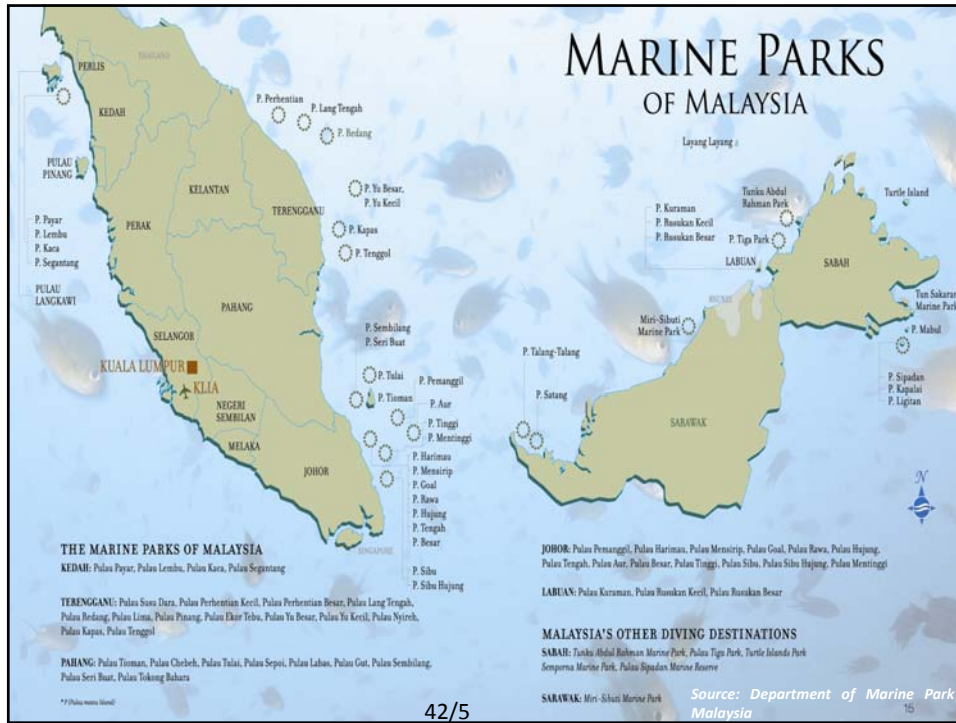 MARINE PARKS
OF MALAYSIA
THAILAND
PERLIS
KEDAH
PULAU
PINANG
P. Payar
P. Lembu
P. Kaca
P. Segantang
PULAU
LANGKAWI
PERAK
KELANTAN
TERENGGANU
PAHANG
SELANGOR
KUALA LUMPUR
KLIA
NEGERI
SEMBILAN
MELAKA
JOHOR
SINGAPORE
P. Perhentian
P. Lang Tengah
P. Redang
P. Yu Besar,
P. Yu Kecil
P. Kapas
P. Tenggol
P. Sembilang
P. Seri Buat
P. Tulai
P. Tioman
P. Pemanggil
P. Aur
P. Tinggi
P. Mentinggi
P. Harimau
P. Mensirip
P. Goal
P. Rawa
P. Hujung
P. Tengah
P. Besar
P. Sibu
P. Sibu Hujung
Layang Layang
Tunku Abdul
Rahman Park
Turtle Island
P. Kuraman
P. Rusukan Kecil
P. Rusukan Besar
P. Tiga Park
LABUAN
SABAH
BRUNEI
Tun Sakaran
Marine Park
P. Mabul
P. Sipadan
P. Kapalai
P. Ligitan
Miri-Sibuti
Marine Park
P. Talang-Talang
P. Satang
SARAWAK
N
THE MARINE PARKS OF MALAYSIA
KEDAH: Pulau Payar, Pulau Lembu, Pulau Kaca, Pulau Segantang
TERENGGANU: Pulau Susu Dara, Pulau Perhentian Kecil, Pulau Perhentian Besar, Pulau Lang Tengah,
Pulau Redang, Pulau Lima, Pulau Pinang, Pulau Ekor Tebu, Pulau Yu Besar, Pulau Yu Kecil, Pulau Nyireh,
Pulau Kapas, Pulau Tenggol
PAHANG: Pulau Tioman, Pulau Chebeh, Pulau Tulai, Pulau Sepoi, Pulau Labas, Pulau Gut, Pulau Sembilang,
Pulau Seri Buat, Pulau Tokong Bahara
* P (Pulau means Island)
JOHOR: Pulau Pemanggil, Pulau Harimau, Pulau Mensirip, Pulau Goal, Pulau Rawa, Pulau Hujung,
Pulau Tengah, Pulau Aur, Pulau Besar, Pulau Tinggi, Pulau Sibu, Pulau Sibu Hujung, Pulau Mentinggi
LABUAN: Pulau Kuraman, Pulau Rusukan Kecil, Pulau Rusukan Besar
MALAYSIA'S OTHER DIVING DESTINATIONS
SABAH: Tunku Abdul Rahman Marine Park, Pulau Tiga Park, Turtle Islands Park
Semporna Marine Park, Pulau Sipadan Marine Reserve
SARAWAK: Miri-Sibuti Marine Park
Source: Department of Marine Park
Malaysia
42/5
15